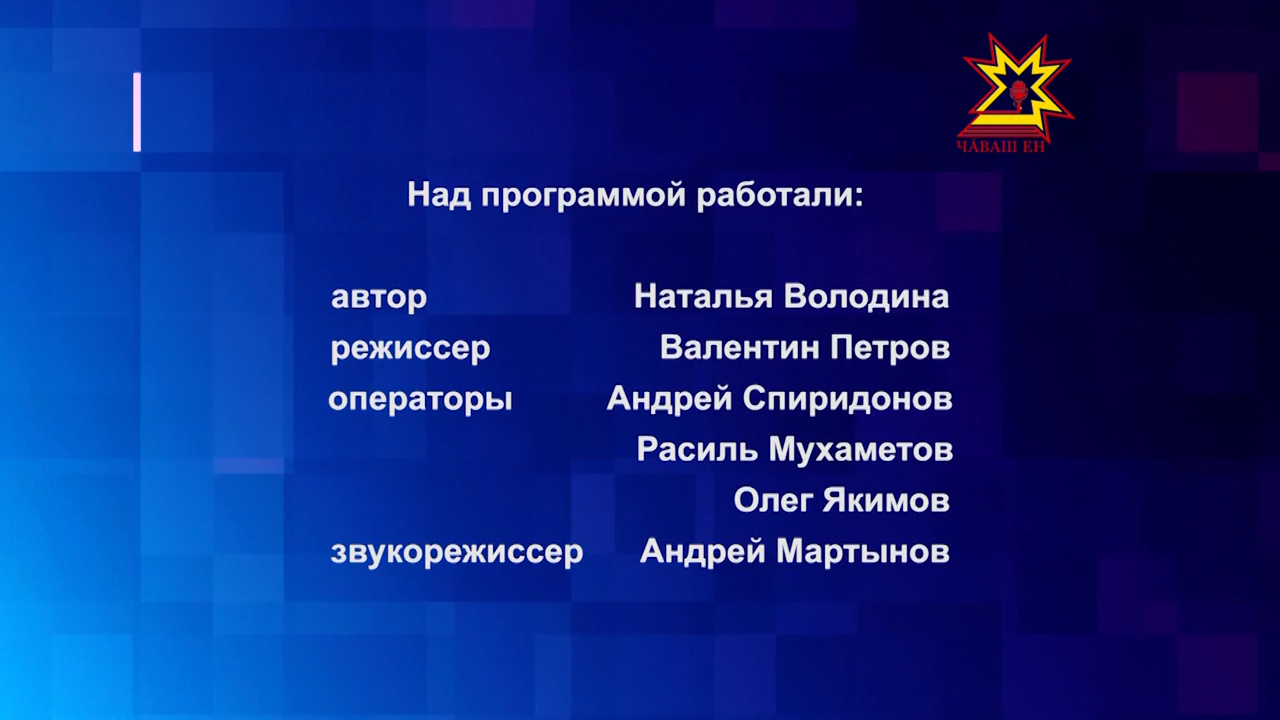 ЧӐВАШ ЕН
Над программой работали:
автор Наталья Володина
режиссер Валентин Петров
операторы Андрей Спиридонов
Расиль Мухаметов
Олег Якимов
звукорежиссер Андрей Мартынов